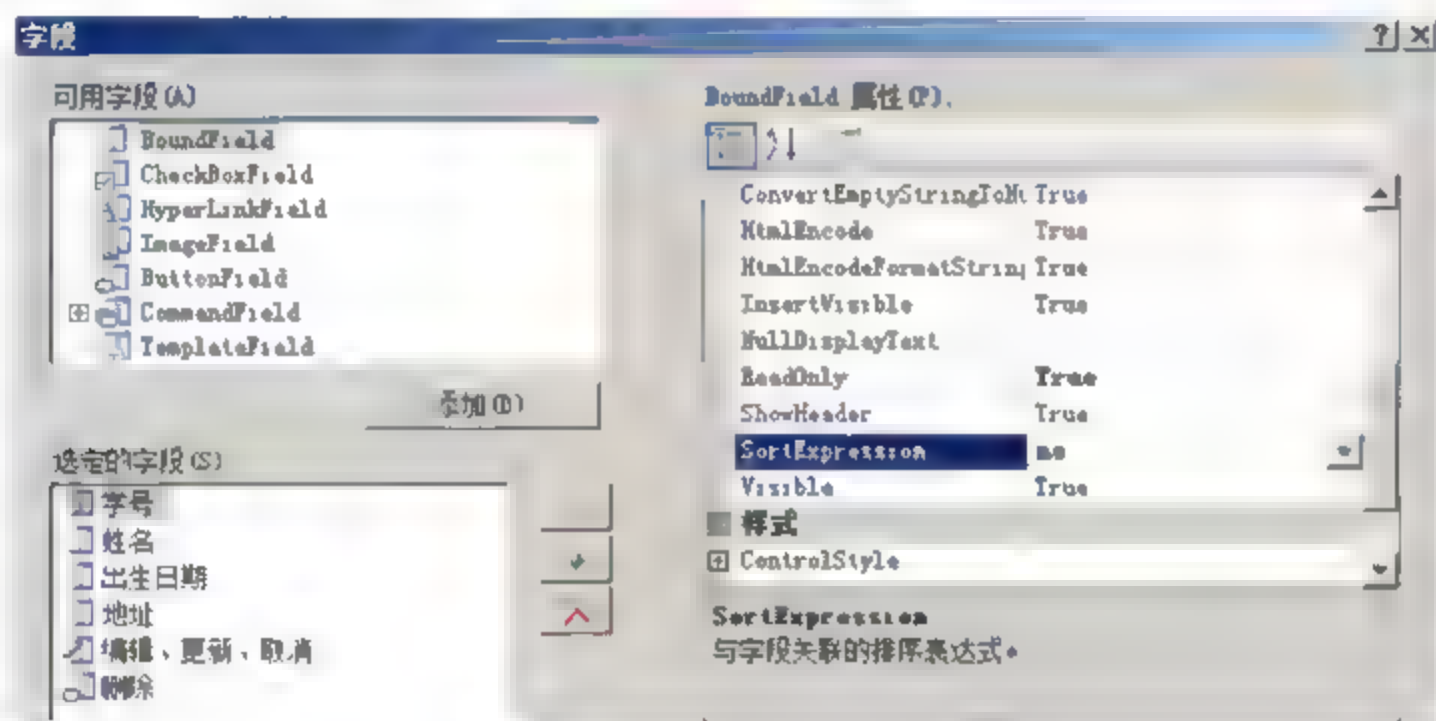 字段
可用字段(A)
BoundField
CheckBoxField
HyperLinkField
ImageField
ButtonField
CommandField
TemplateField
添加(D)
选定的字段(S)
学号
姓名
出生日期
地址
编辑、更新、取消
删除
BoundField 属性(P):
ConvertEmptyStringToNu True
HtmlEncode True
HtmlEncodeFormatString True
InsertVisible True
NullDisplayText
ReadOnly True
ShowHeader True
SortExpression no
Visible True
样式
ControlStyle
SortExpression
与字段关联的排序表达式。